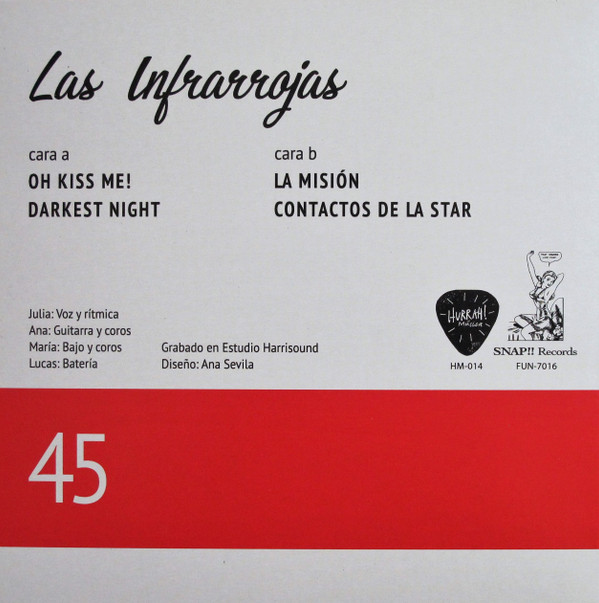 Las Infrarrojas
cara a
OH KISS ME!
DARKEST NIGHT
cara b
LA MISIÓN
CONTACTOS DE LA STAR
Julia: Voz y rítmica
Ana: Guitarra y coros
María: Bajo y coros
Lucas: Batería
Grabado en Estudio Harrisound
Diseño: Ana Sevila
HURRAH!
HM-014
SNAP!! Records
FUN-7016
45